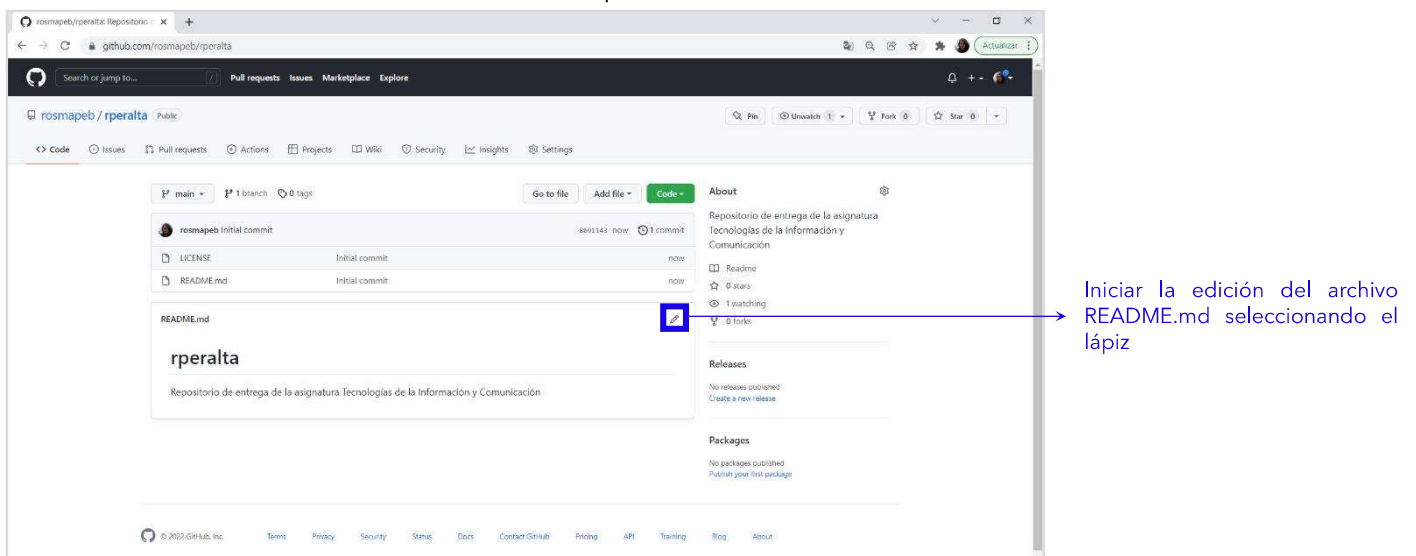 rosmapeb/rperalta: Repositorio
github.com/rosmapeb/rperalta
Actualizar
Search or jump to...
/
Pull requests Issues Marketplace Explore
rosmapeb / rperalta Public
Pin
Unwatch 1
Fork 0
Star 0
<> Code Issues Pull requests Actions Projects Wiki Security Insights Settings
main 1 branch 0 tags
Go to file Add file Code
rosmapeb Initial commit 8691143 now 1 commit
LICENSE Initial commit now
README.md Initial commit now
README.md
rperalta
Repositorio de entrega de la asignatura Tecnologías de la Información y Comunicación
About
Repositorio de entrega de la asignatura
Tecnologías de la Información y
Comunicación
Readme
0 stars
1 watching
0 forks
Releases
No releases published
Create a new release
Packages
No packages published
Publish your first package
© 2022 GitHub, Inc. Terms Privacy Security Status Docs Contact GitHub Pricing API Training Blog About
Iniciar la edición del archivo
README.md seleccionando el
lápiz